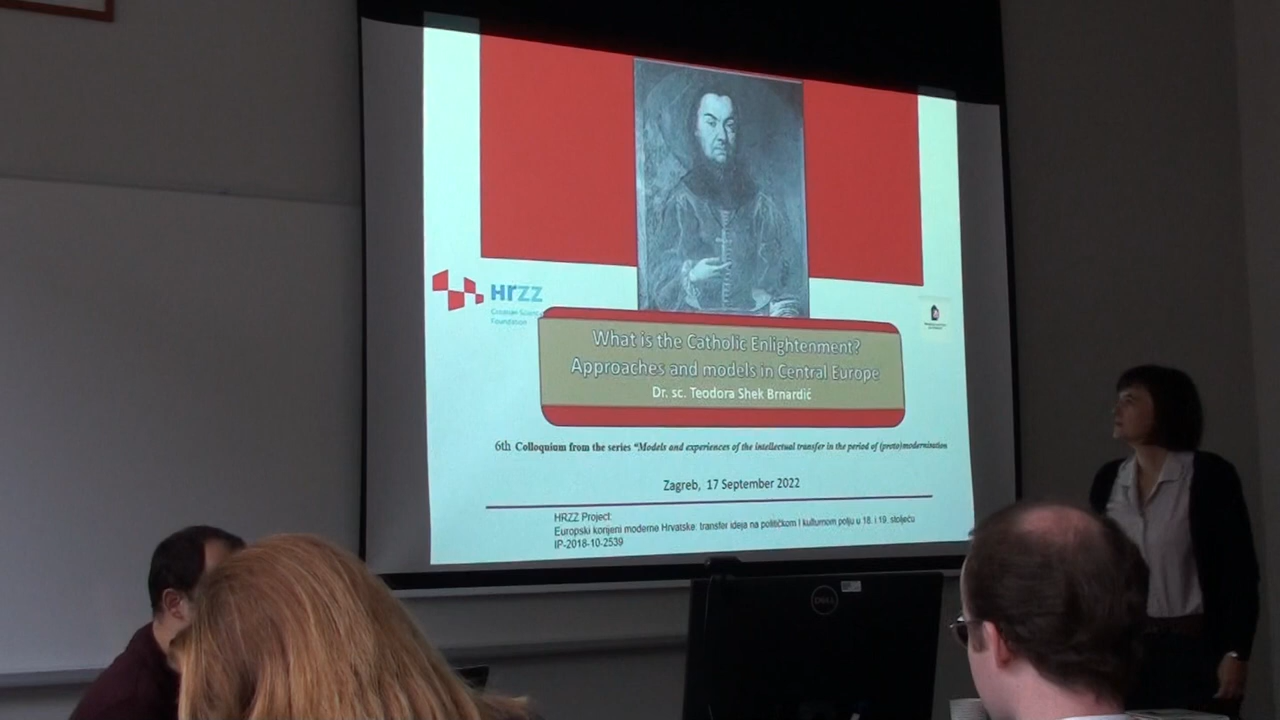 HrZZ
Croatian Science
Foundation
What is the Catholic Enlightenment?
Approaches and models in Central Europe
Dr. sc. Teodora Shek Brnardić
6th Colloquium from the series "Models and experiences of the intellectual transfer in the period of (proto)modernisation
Zagreb, 17 September 2022
HRZZ Project:
Europski korijeni moderne Hrvatske: transfer ideja na političkom I kulturnom polju u 18. i 19. stoljeću
IP-2018-10-2539
DELL